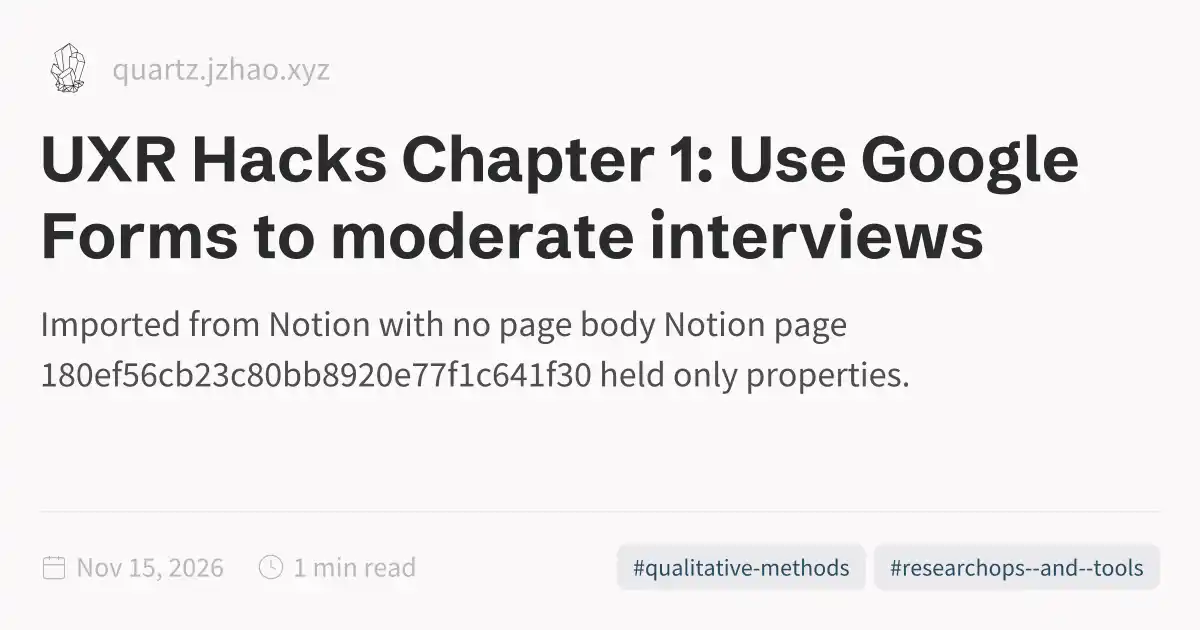 quartz.jzhao.xyz
UXR Hacks Chapter 1: Use Google
Forms to moderate interviews
Imported from Notion with no page body Notion page
180ef56cb23c80bb8920e77f1c641f30 held only properties.
Nov 15, 2026
1 min read
#qualitative-methods
#researchops--and--tools